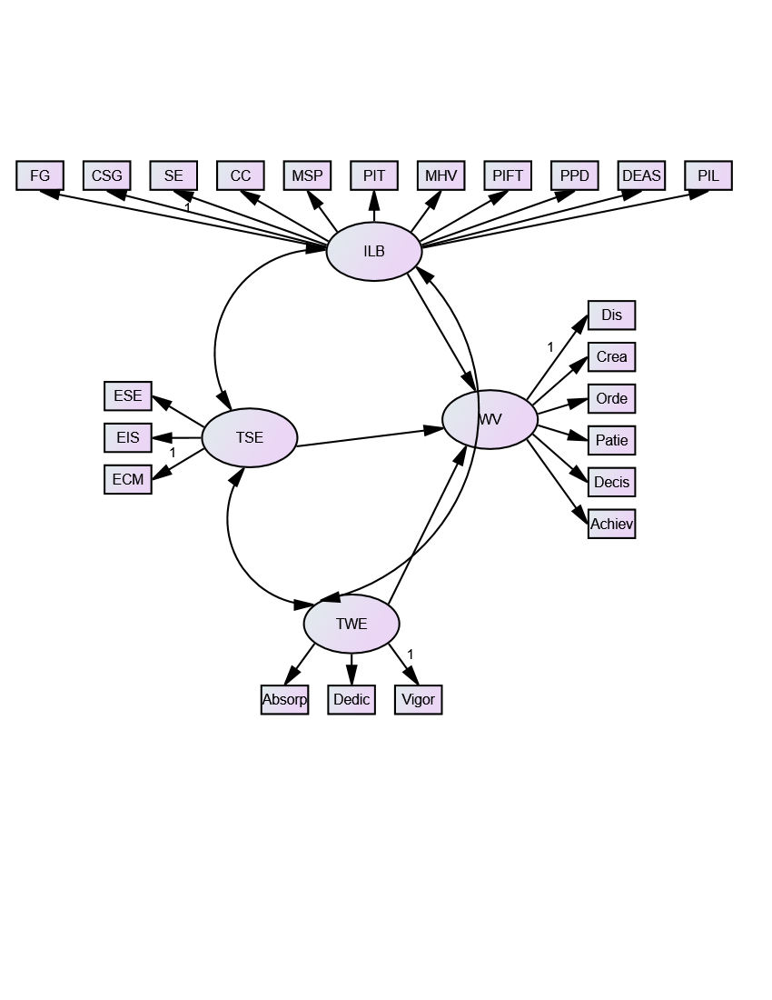 FG CSG SE CC MSP PIT MHV PIFT PPD DEAS PIL
1
ILB
Dis
1
Crea
ESE
Orde
WV
EIS
TSE
Patie
1
ECM
Decis
Achiev
TWE
1
Absorp Dedic Vigor